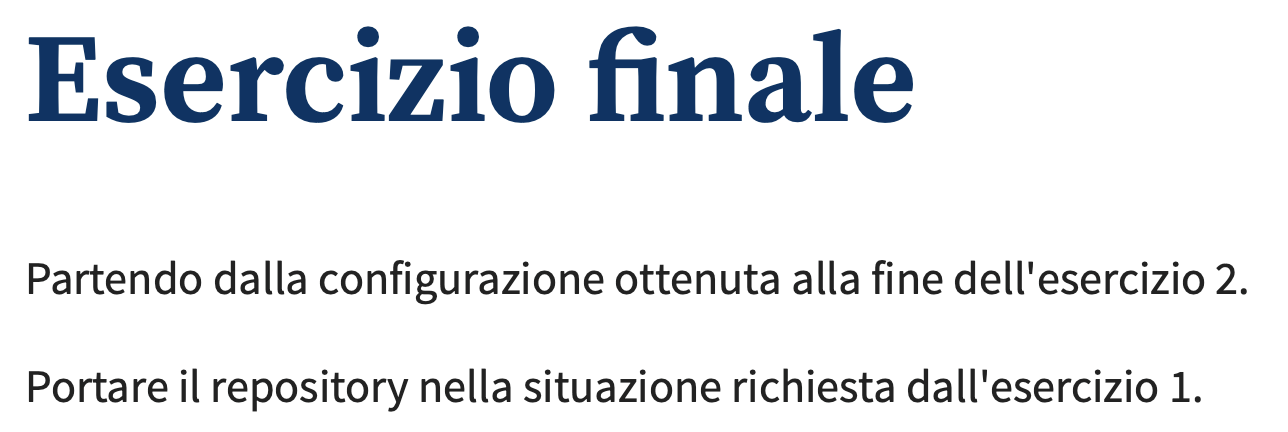 Esercizio finale
Partendo dalla configurazione ottenuta alla fine dell'esercizio 2.
Portare il repository nella situazione richiesta dall'esercizio 1.